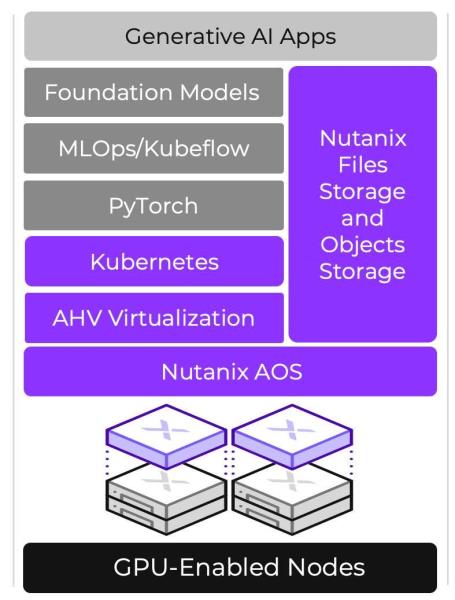 Generative AI Apps
Foundation Models
MLOps/Kubeflow
PyTorch
Kubernetes
AHV Virtualization
Nutanix
Files
Storage
and
Objects
Storage
Nutanix AOS
GPU-Enabled Nodes